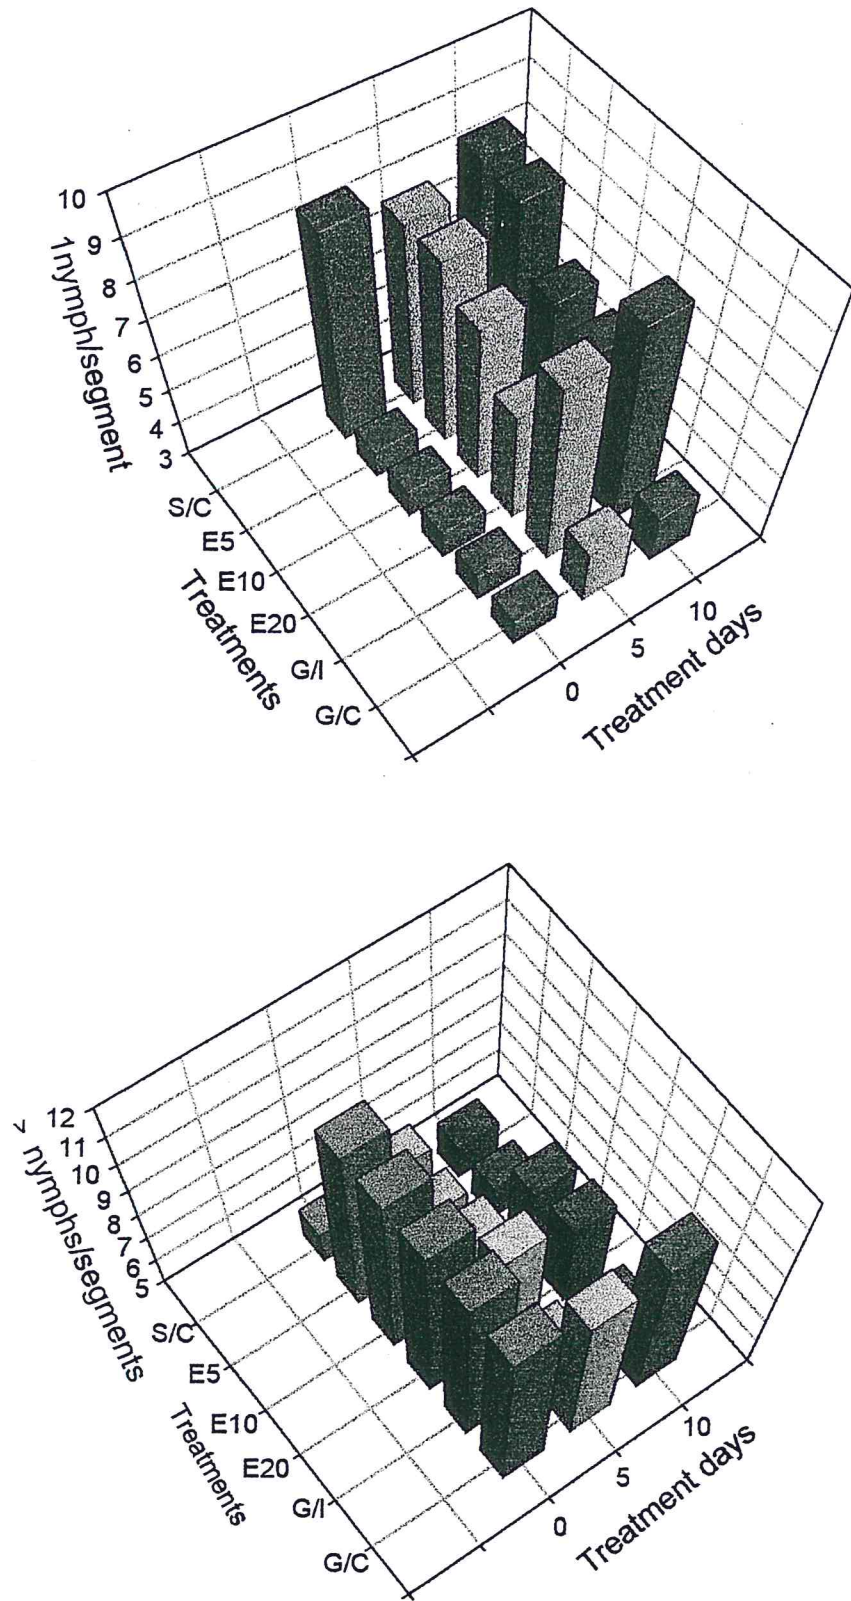 10
9
8
7
6
5
4
3
1nymph/segment
S/C
E5
E10
E20
G/I
G/C
Treatments
0
5
10
Treatment days
12
11
10
9
8
7
6
5
> nymphs/segments
S/C
E5
E10
E20
G/I
G/C
Treatments
0
5
10
Treatment days